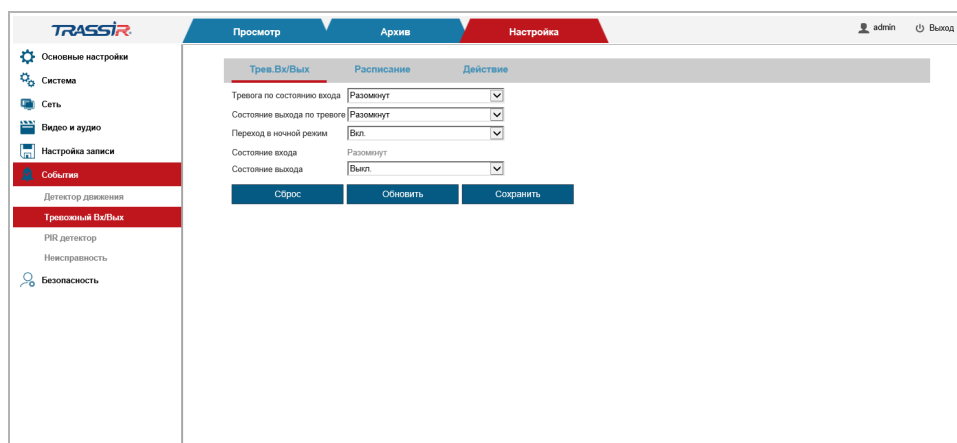 TRASSIR
Просмотр
Архив
Настройка
admin
Выход
Основные настройки
Система
Сеть
Видео и аудио
Настройка записи
События
Детектор движения
Тревожный Вх/Вых
PIR детектор
Неисправность
Безопасность
Трев.Вх/Вых
Расписание
Действие
Тревога по состоянию входа Разомкнут
Состояние выхода по тревоге Разомкнут
Переход в ночной режим Вкл.
Состояние входа Разомкнут
Состояние выхода Выкл.
Сброс
Обновить
Сохранить